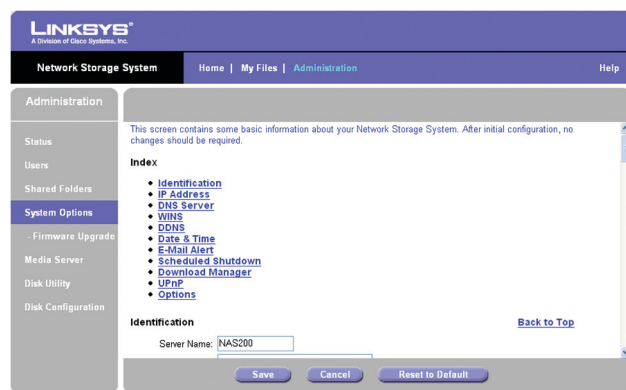 LINKSYS®
A Division of Cisco Systems, Inc.
Network Storage System
Home | My Files | Administration
Help
Administration
Status
Users
Shared Folders
System Options
- Firmware Upgrade
Media Server
Disk Utility
Disk Configuration
This screen contains some basic information about your Network Storage System. After initial configuration, no
changes should be required.
Index
Identification
IP Address
DNS Server
WINS
DDNS
Date & Time
E-Mail Alert
Scheduled Shutdown
Download Manager
UPnP
Options
Identification
Back to Top
Server Name: NAS200
Save
Cancel
Reset to Default